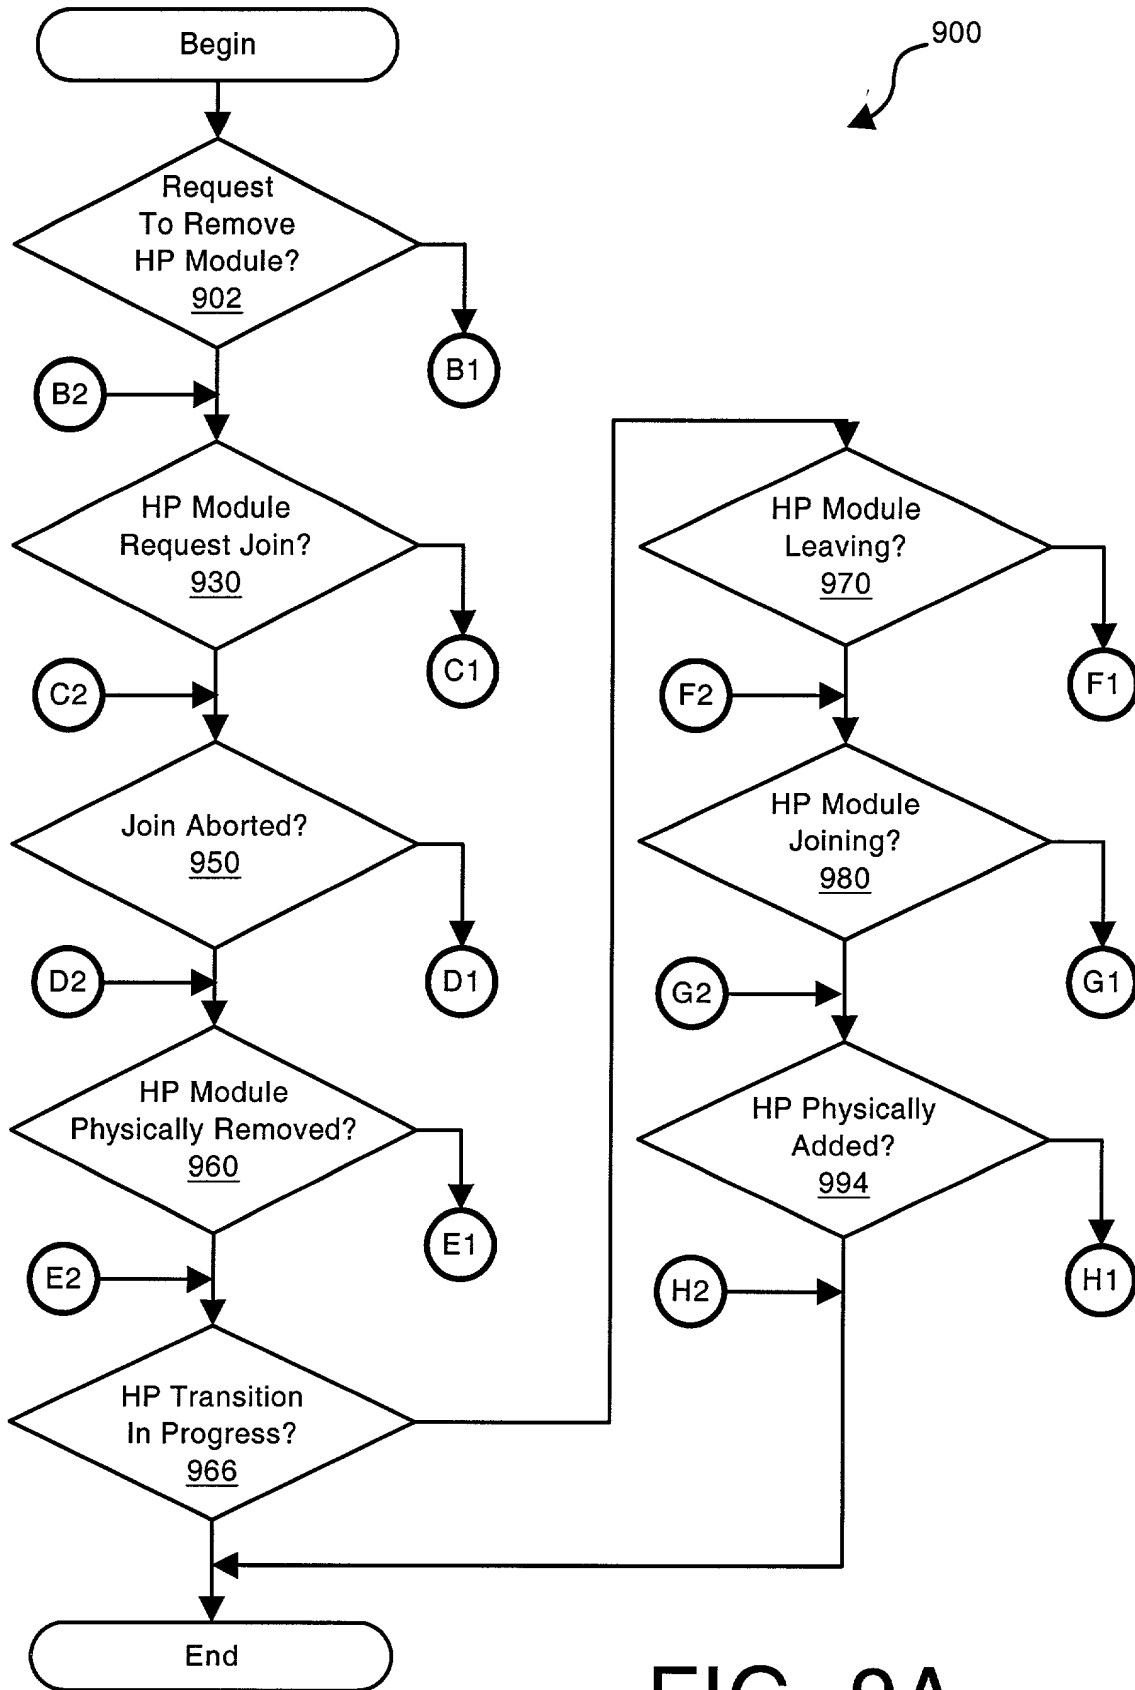 Begin
900
Request
To Remove
HP Module?
902
B1
B2
HP Module
Request Join?
930
C1
C2
Join Aborted?
950
D1
D2
HP Module
Physically Removed?
960
E1
E2
HP Transition
In Progress?
966
HP Module
Leaving?
970
F1
F2
HP Module
Joining?
980
G1
G2
HP Physically
Added?
994
H1
H2
End
FIG. 9A